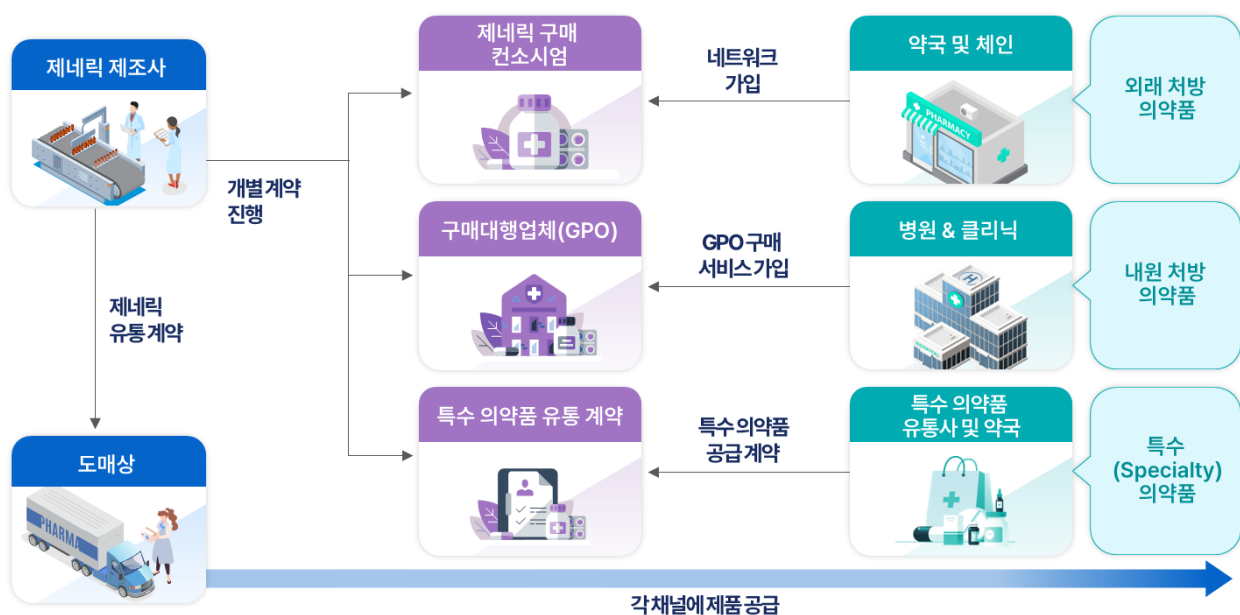 제네릭 제조사
개별 계약
진행
제네릭
유통 계약
도매상
PHARMA
제네릭 구매
컨소시엄
네트워크
가입
약국 및 체인
PHARMACY
외래 처방
의약품
구매대행업체(GPO)
GPO 구매
서비스 가입
병원 & 클리닉
H
HOSPITAL
내원 처방
의약품
특수 의약품 유통 계약
특수 의약품
공급 계약
특수 의약품
유통사 및 약국
특수
(Specialty)
의약품
각 채널에 제품 공급